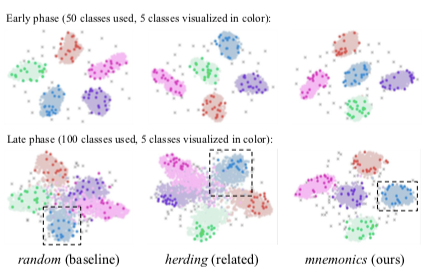 Early phase (50 classes used, 5 classes visualized in color):
Late phase (100 classes used, 5 classes visualized in color):
random (baseline) herding (related) mnemonics (ours)